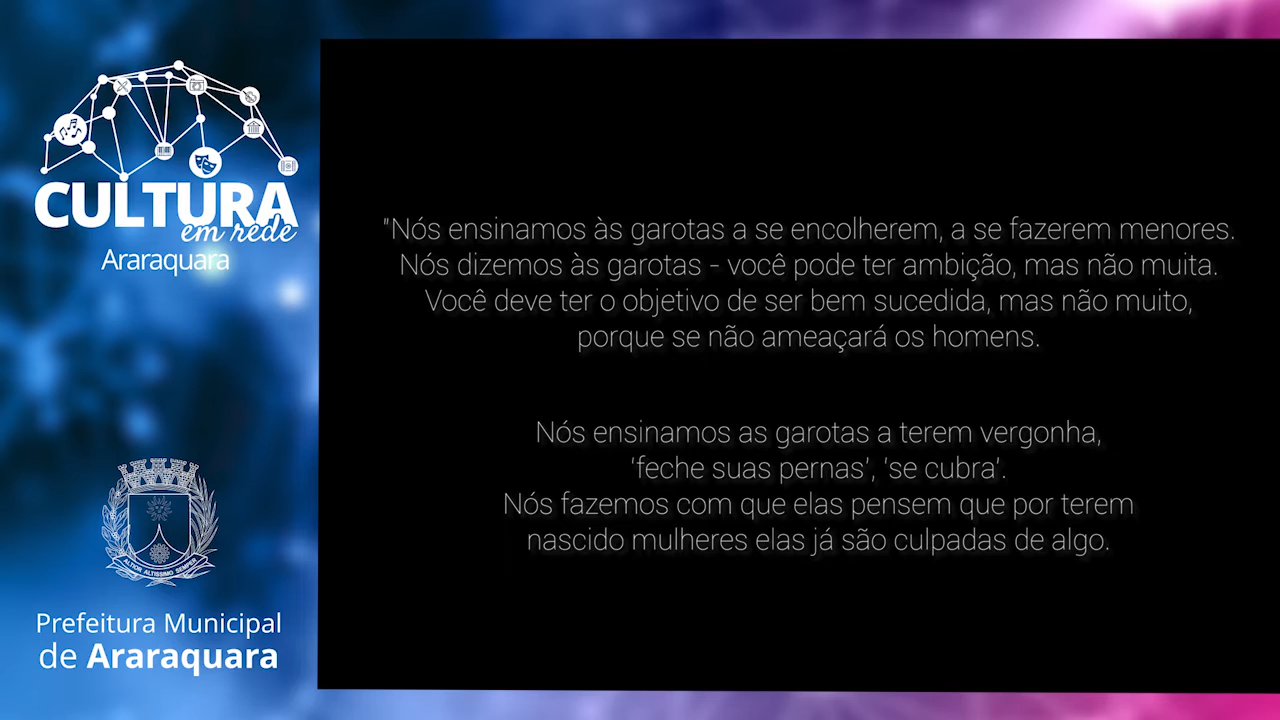 CULTURA
em rede
Araraquara
ALTIOR ALTISSIMO SEMPER
Prefeitura Municipal
de Araraquara
"Nós ensinamos às garotas a se encolherem, a se fazerem menores.
Nós dizemos às garotas - você pode ter ambição, mas não muita.
Você deve ter o objetivo de ser bem sucedida, mas não muito,
porque se não ameaçará os homens.
Nós ensinamos as garotas a terem vergonha,
'feche suas pernas', 'se cubra'.
Nós fazemos com que elas pensem que por terem
nascido mulheres elas já são culpadas de algo.